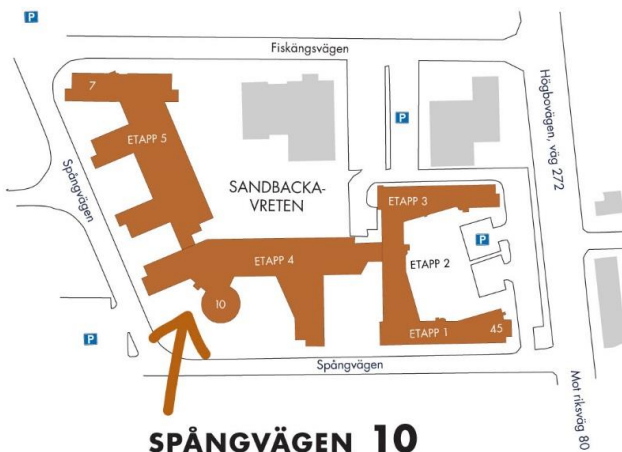 P
Fiskängsvägen
7
Högbovägen, väg 272
P
ETAPP 5
Spångvägen
SANDBACKA-
VRETEN
ETAPP 3
P
ETAPP 4
ETAPP 2
10
ETAPP 1
45
P
Spångvägen
Mot riksväg 80
SPÅNGVÄGEN 10